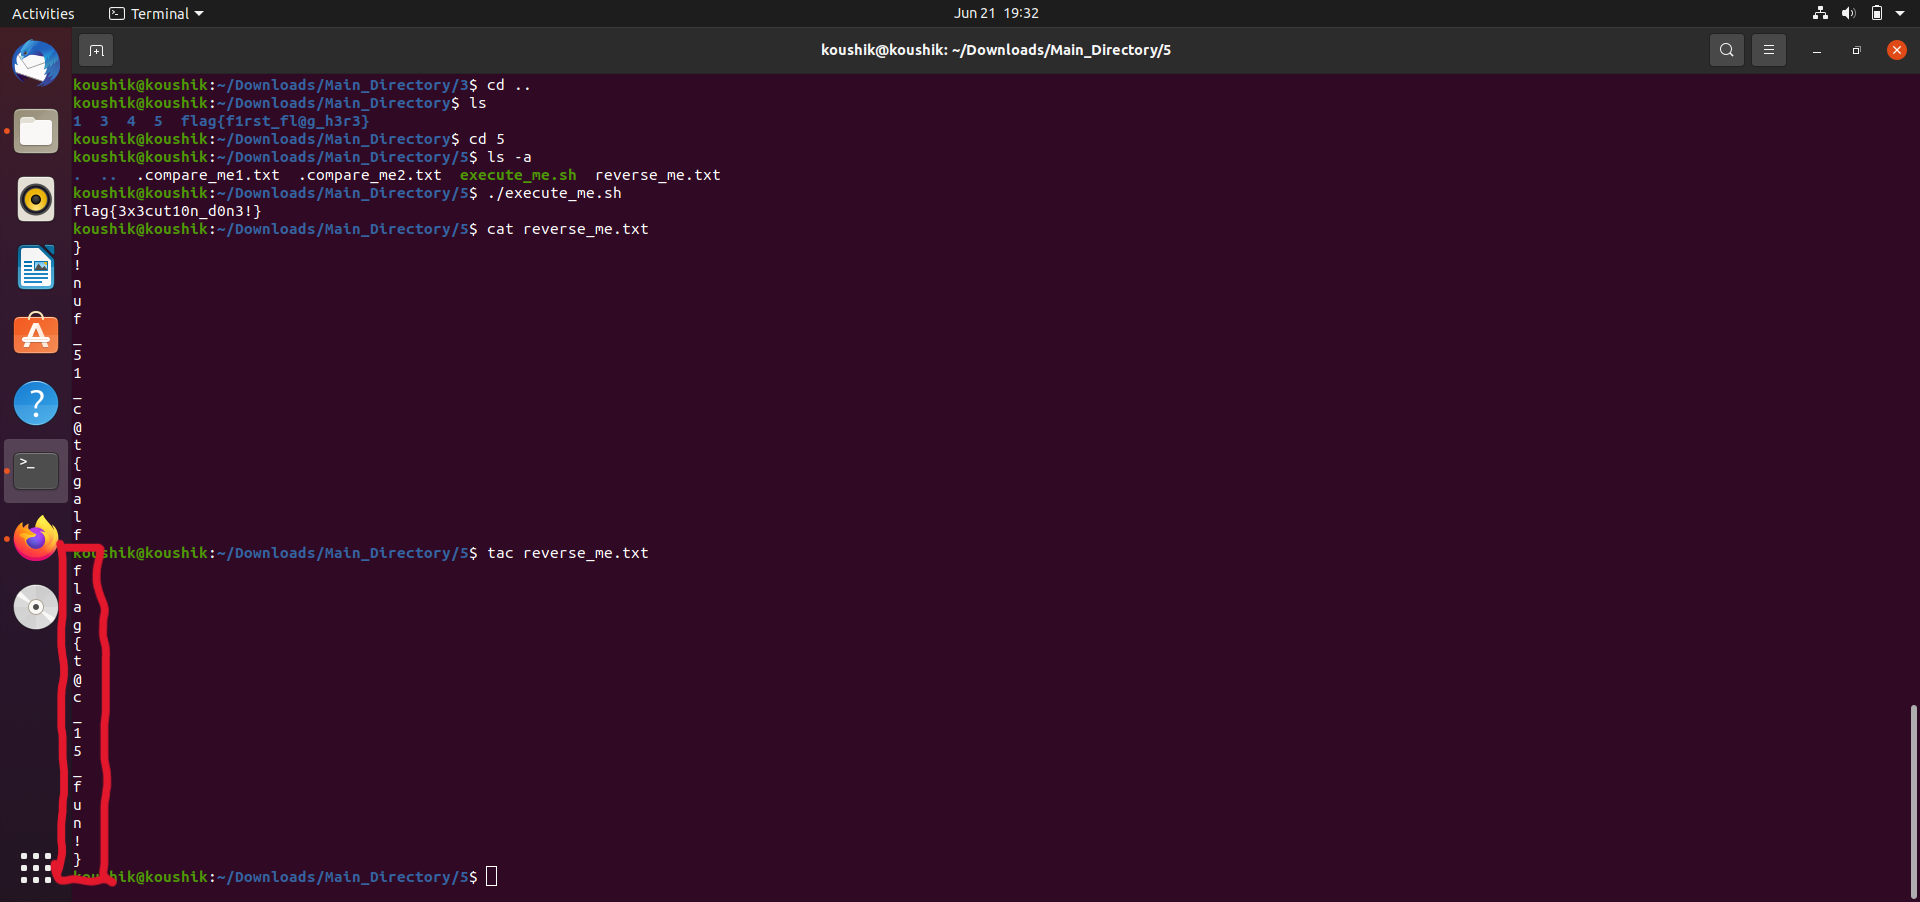 Activities Terminal Jun 21 19:32
koushik@koushik: ~/Downloads/Main_Directory/5
koushik@koushik:~/Downloads/Main_Directory/3$ cd ..
koushik@koushik:~/Downloads/Main_Directory$ ls
1 3 4 5 flag{f1rst_fl@g_h3r3}
koushik@koushik:~/Downloads/Main_Directory$ cd 5
koushik@koushik:~/Downloads/Main_Directory/5$ ls -a
. .. .compare_me1.txt .compare_me2.txt execute_me.sh reverse_me.txt
koushik@koushik:~/Downloads/Main_Directory/5$ ./execute_me.sh
flag{3x3cut10n_d0n3!}
koushik@koushik:~/Downloads/Main_Directory/5$ cat reverse_me.txt
}
!
n
u
f
_
5
1
_
c
@
t
{
g
a
l
f
koushik@koushik:~/Downloads/Main_Directory/5$ tac reverse_me.txt
f
l
a
g
{
t
@
c
_
1
5
_
f
u
n
!
}
koushik@koushik:~/Downloads/Main_Directory/5$